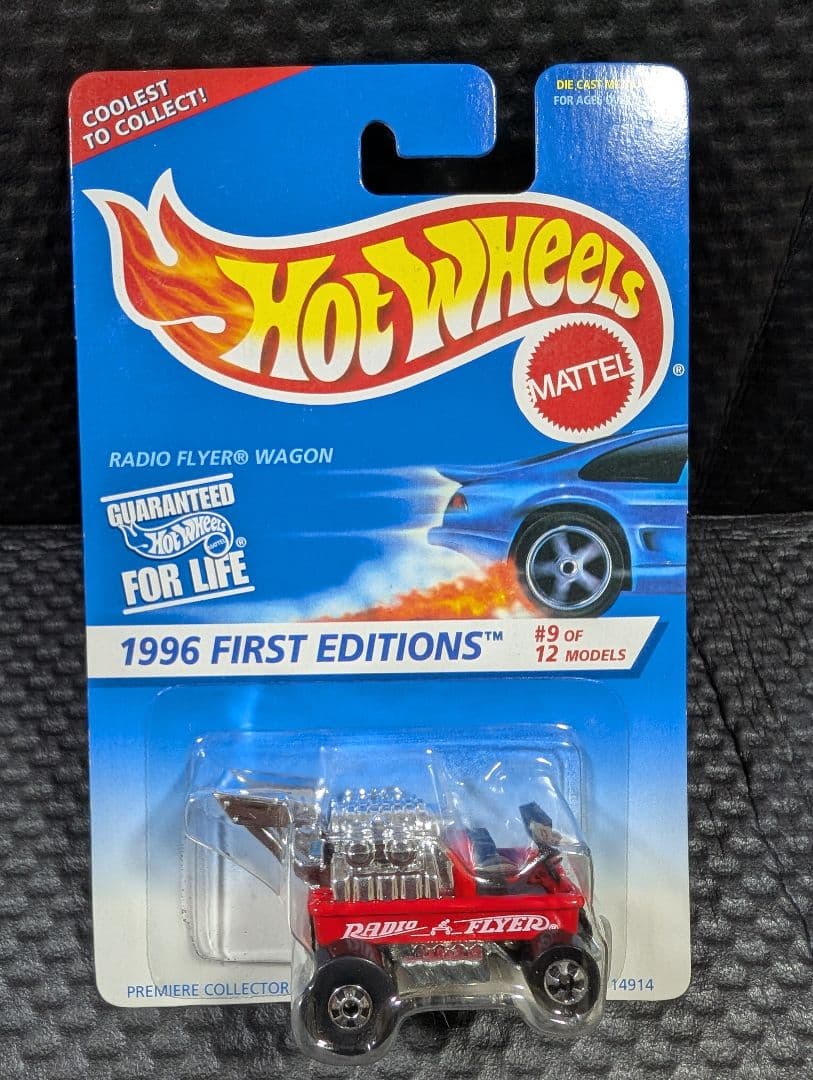 COOLEST
TO COLLECT!
DIE CAST
FOR AGES
HOT WHEELS
MATTEL
®
RADIO FLYER® WAGON
GUARANTEED
HOT WHEELS
MATTEL
®
FOR LIFE
1996 FIRST EDITIONS™
#9 OF
12 MODELS
RADIO FLYER®
PREMIERE COLLECTOR
14914